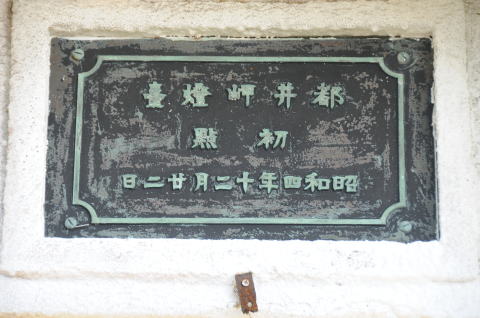 都井岬燈臺
初點
昭和四年十二月廿二日